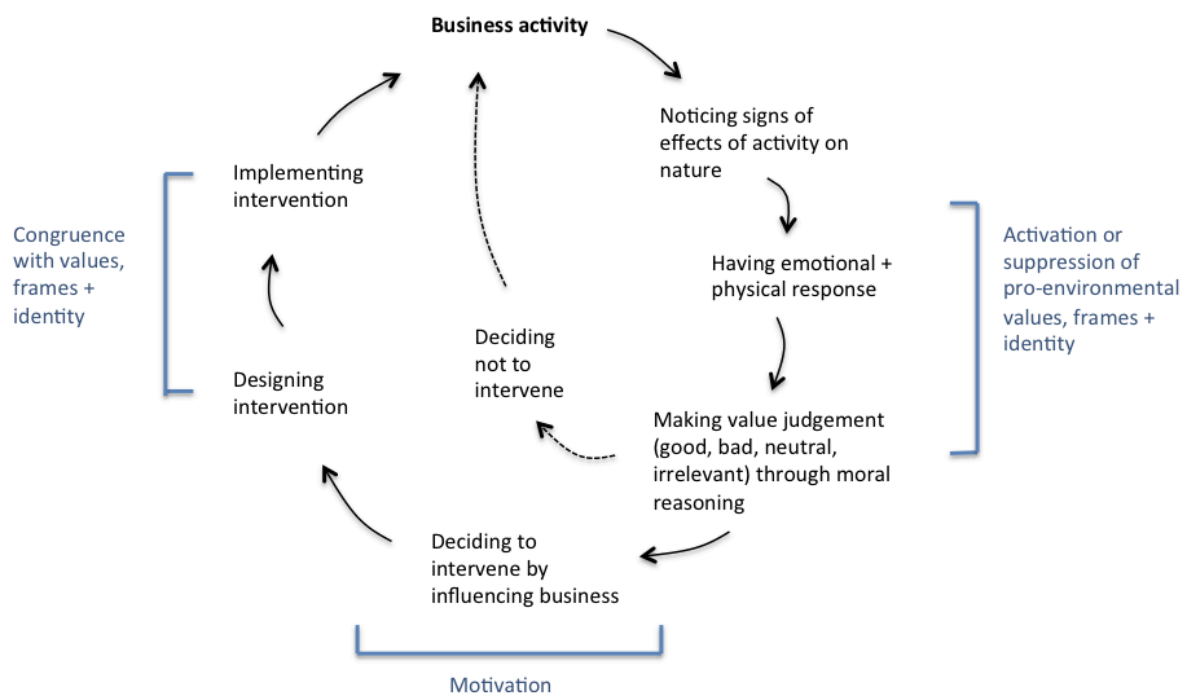 Business activity
Noticing signs of
effects of activity on
nature
Having emotional +
physical response
Making value judgement
(good, bad, neutral,
irrelevant) through moral
reasoning
Activation or
suppression of
pro-environmental
values, frames +
identity
Deciding not to
intervene
Deciding to
intervene by
influencing business
Motivation
Designing
intervention
Implementing
intervention
Congruence
with values,
frames +
identity